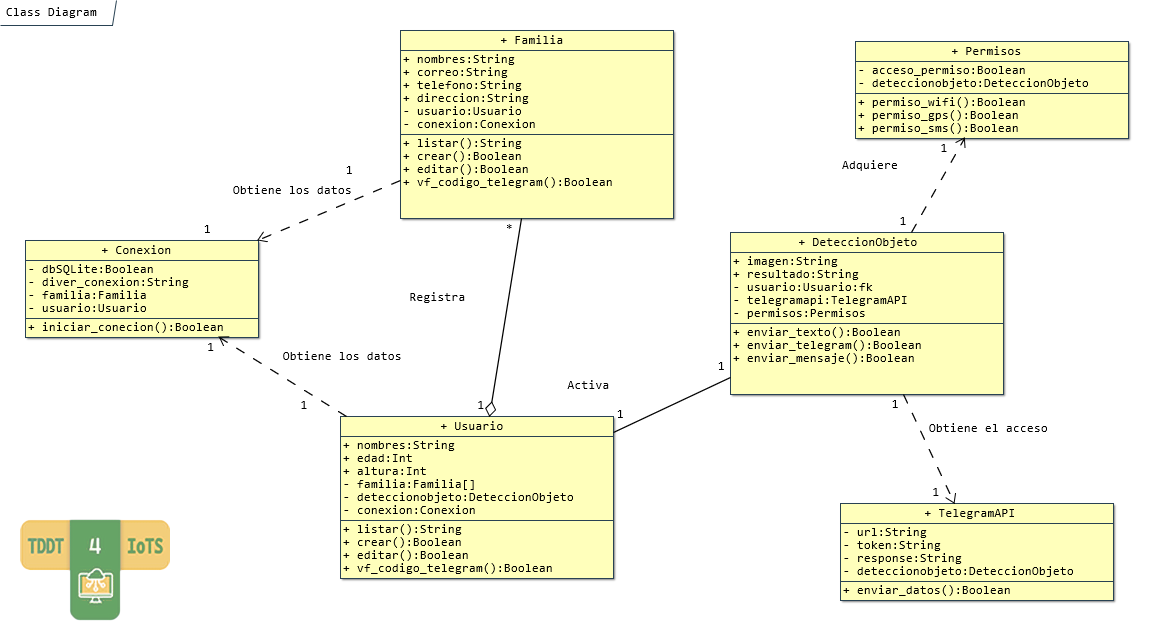 Class Diagram
+ Familia
+ nombres:String
+ correo:String
+ telefono:String
+ direccion:String
- usuario:Usuario
- conexion:Conexion
+ listar():String
+ crear():Boolean
+ editar():Boolean
+ vf_codigo_telegram():Boolean
+ Permisos
- acceso_permiso:Boolean
- deteccionobjeto:DeteccionObjeto
+ permiso_wifi():Boolean
+ permiso_gps():Boolean
+ permiso_sms():Boolean
1
Adquiere
1
1
Obtiene los datos
1
+ Conexion
- dbSQLite:Boolean
- diver_conexion:String
- familia:Familia
- usuario:Usuario
+ iniciar_conecion():Boolean
*
Registra
1
+ DeteccionObjeto
+ imagen:String
+ resultado:String
- usuario:Usuario:fk
- telegramapi:TelegramAPI
- permisos:Permisos
+ enviar_texto():Boolean
+ enviar_telegram():Boolean
+ enviar_mensaje():Boolean
1
Obtiene los datos
1
1
Activa
1
1
Obtiene el acceso
1
+ Usuario
+ nombres:String
+ edad:Int
+ altura:Int
- familia:Familia[]
- deteccionobjeto:DeteccionObjeto
- conexion:Conexion
+ listar():String
+ crear():Boolean
+ editar():Boolean
+ vf_codigo_telegram():Boolean
+ TelegramAPI
- url:String
- token:String
- response:String
- deteccionobjeto:DeteccionObjeto
+ enviar_datos():Boolean
TDDT 4 IoTS